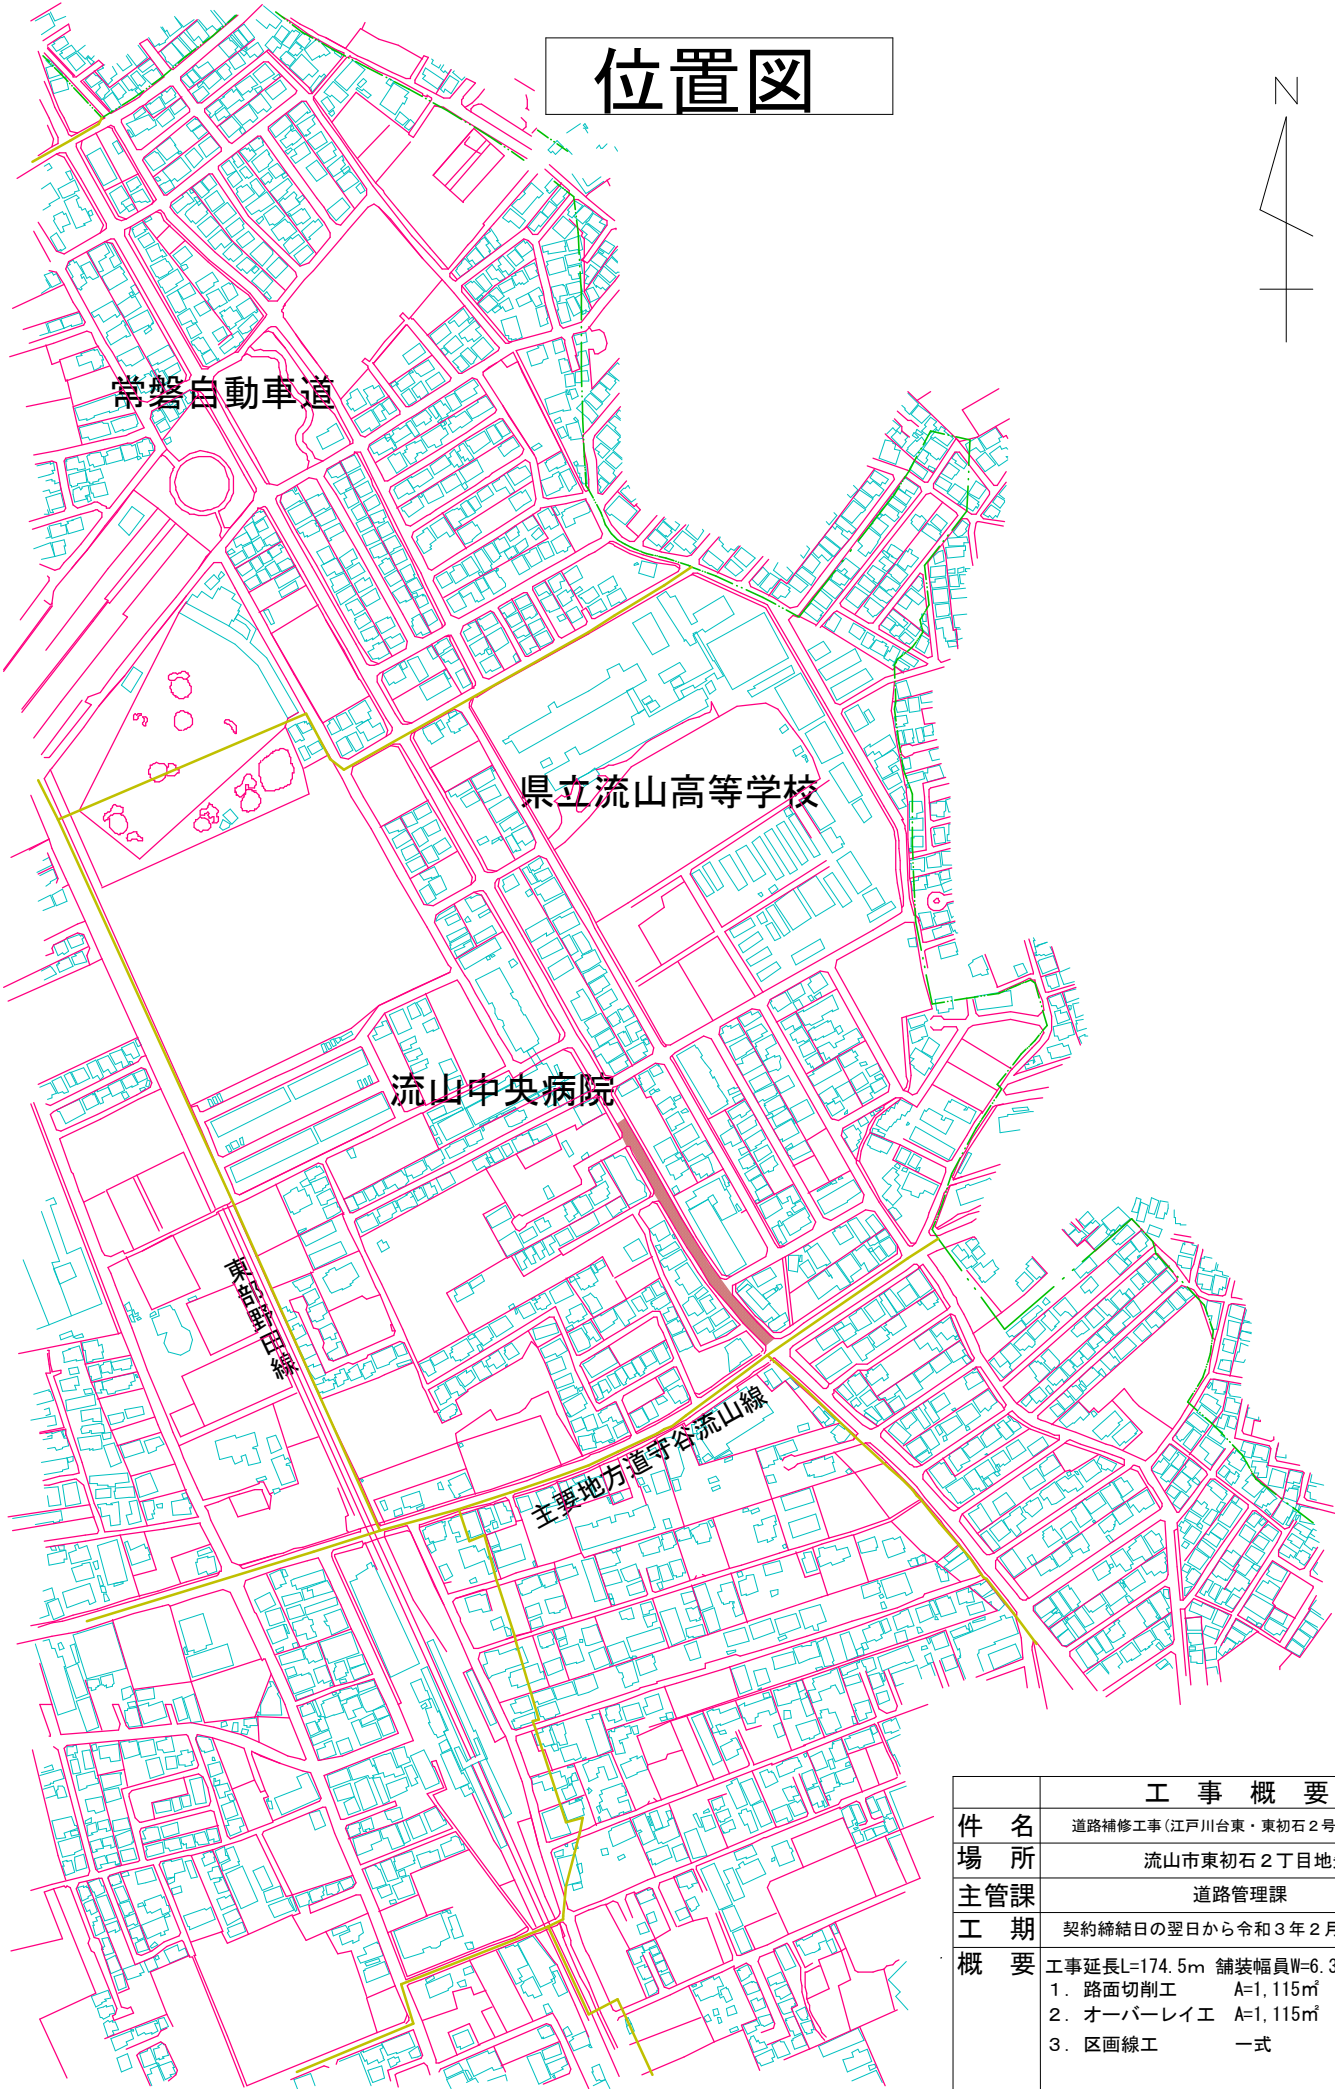 位置図
N
常磐自動車道
県立流山高等学校
流山中央病院
東部野田線
主要地方道守谷流山線
工事概要
件名 道路補修工事(江戸川台東・東初石2号
場所 流山市東初石2丁目地
主管課 道路管理課
工期 契約締結日の翌日から令和3年2月
概要 工事延長L=174.5m 舗装幅員W=6.3
1. 路面切削工 A=1,115㎡
2. オーバーレイ工 A=1,115㎡
3. 区画線工 一式